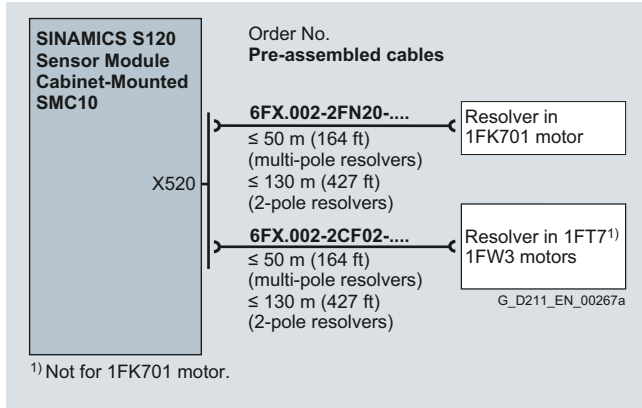 SINAMICS S120
Sensor Module
Cabinet-Mounted
SMC10
Order No.
Pre-assembled cables
X520
6FX.002-2FN20-....
≤ 50 m (164 ft)
(multi-pole resolvers)
≤ 130 m (427 ft)
(2-pole resolvers)
Resolver in
1FK701 motor
6FX.002-2CF02-....
≤ 50 m (164 ft)
(multi-pole resolvers)
≤ 130 m (427 ft)
(2-pole resolvers)
Resolver in 1FT7¹⁾
1FW3 motors
G_D211_EN_00267a
¹⁾ Not for 1FK701 motor.